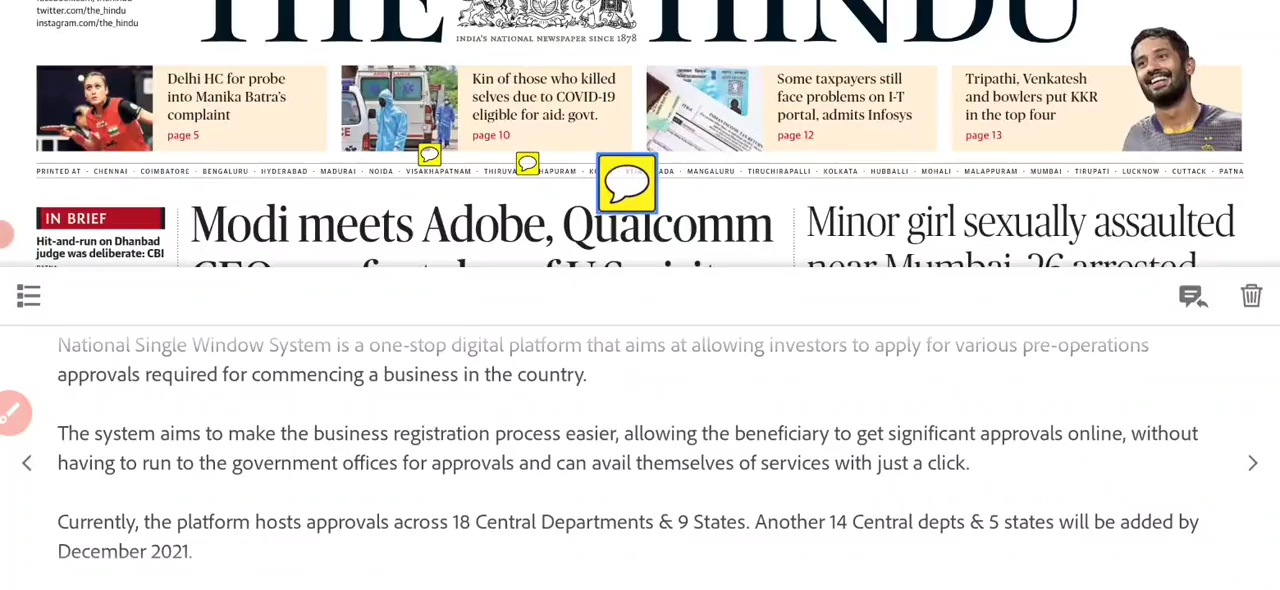 twitter.com/the_hindu
instagram.com/the_hindu
THE HINDU
INDIA'S NATIONAL NEWSPAPER SINCE 1878
Delhi HC for probe
into Manika Batra's
complaint
page 5
Kin of those who killed
selves due to COVID-19
eligible for aid: govt.
page 10
Some taxpayers still
face problems on I-T
portal, admits Infosys
page 12
Tripathi, Venkatesh
and bowlers put KKR
in the top four
page 13
PRINTED AT · CHENNAI · COIMBATORE · BENGALURU · HYDERABAD · MADURAI · NOIDA · VISAKHAPATNAM · MANGALURU · TIRUCHIRAPALLI · KOLKATA · HUBBALLI · MOHALI · MALAPPURAM · MUMBAI · TIRUPATI · LUCKNOW · CUTTACK · PATNA
IN BRIEF
Hit-and-run on Dhanbad
judge was deliberate: CBI
Modi meets Adobe, Qualcomm
Minor girl sexually assaulted
near Mumbai, 26 arrested
National Single Window System is a one-stop digital platform that aims at allowing investors to apply for various pre-operations
approvals required for commencing a business in the country.
The system aims to make the business registration process easier, allowing the beneficiary to get significant approvals online, without
having to run to the government offices for approvals and can avail themselves of services with just a click.
Currently, the platform hosts approvals across 18 Central Departments & 9 States. Another 14 Central depts & 5 states will be added by
December 2021.